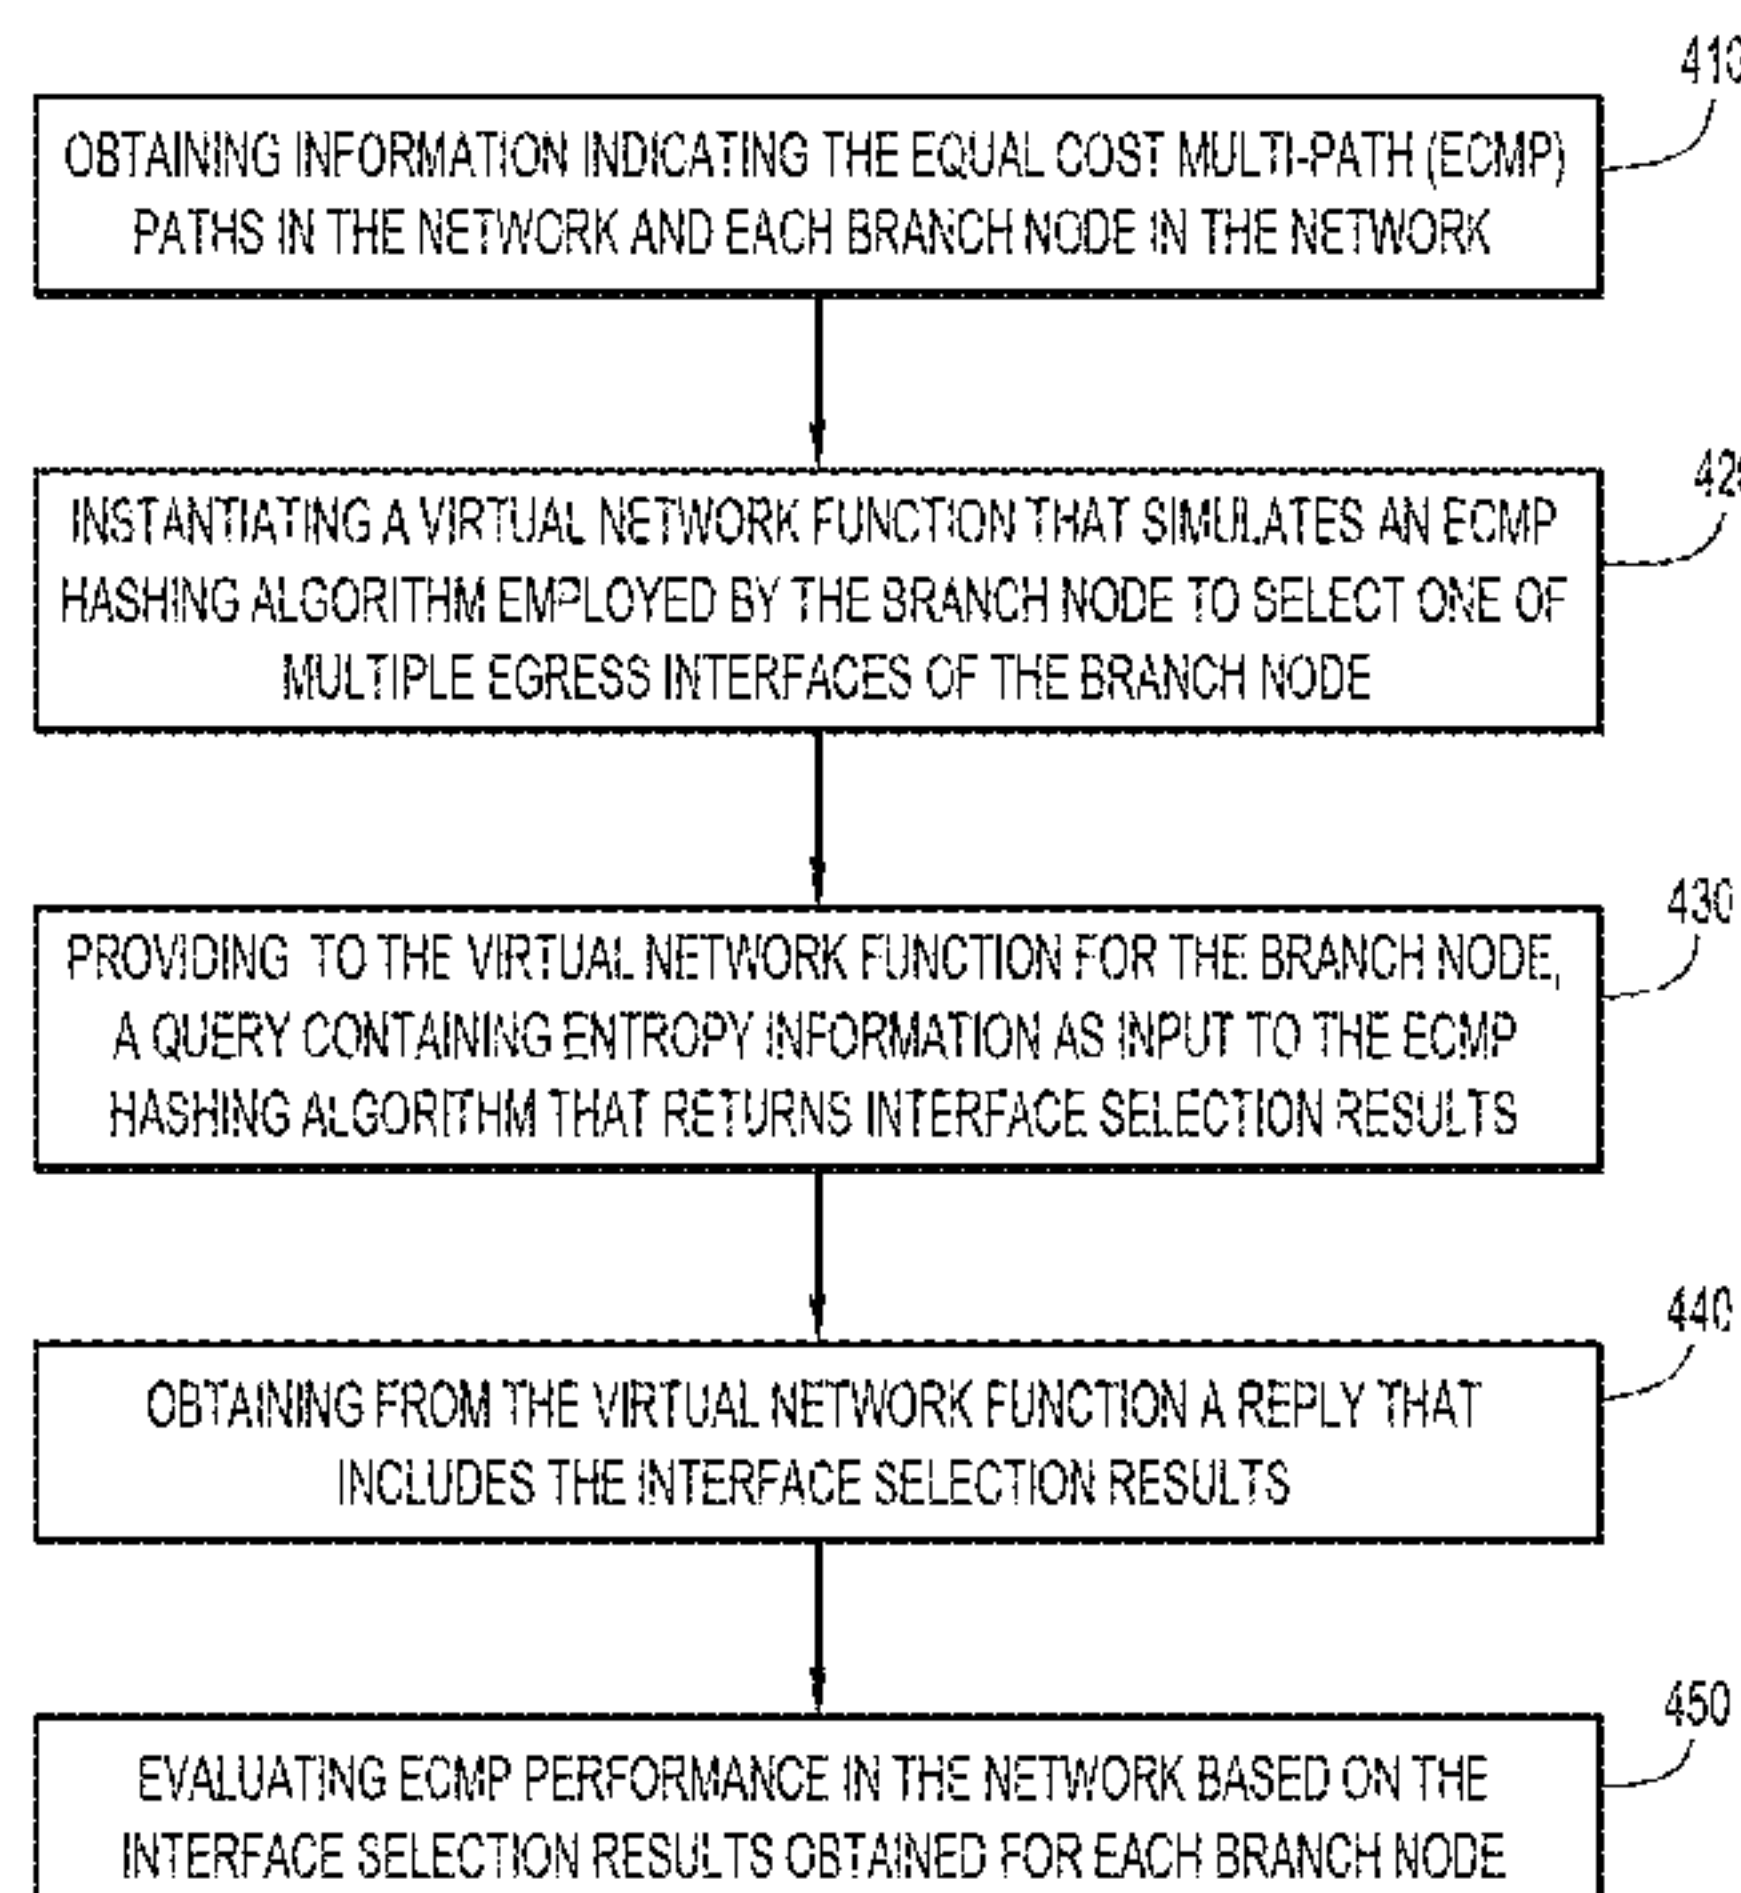 410
OBTAINING INFORMATION INDICATING THE EQUAL COST MULTI-PATH (ECMP)
PATHS IN THE NETWORK AND EACH BRANCH NODE IN THE NETWORK
420
INSTANTIATING A VIRTUAL NETWORK FUNCTION THAT SIMULATES AN ECMP
HASHING ALGORITHM EMPLOYED BY THE BRANCH NODE TO SELECT ONE OF
MULTIPLE EGRESS INTERFACES OF THE BRANCH NODE
430
PROVIDING TO THE VIRTUAL NETWORK FUNCTION FOR THE BRANCH NODE,
A QUERY CONTAINING ENTROPY INFORMATION AS INPUT TO THE ECMP
HASHING ALGORITHM THAT RETURNS INTERFACE SELECTION RESULTS
440
OBTAINING FROM THE VIRTUAL NETWORK FUNCTION A REPLY THAT
INCLUDES THE INTERFACE SELECTION RESULTS
450
EVALUATING ECMP PERFORMANCE IN THE NETWORK BASED ON THE
INTERFACE SELECTION RESULTS OBTAINED FOR EACH BRANCH NODE